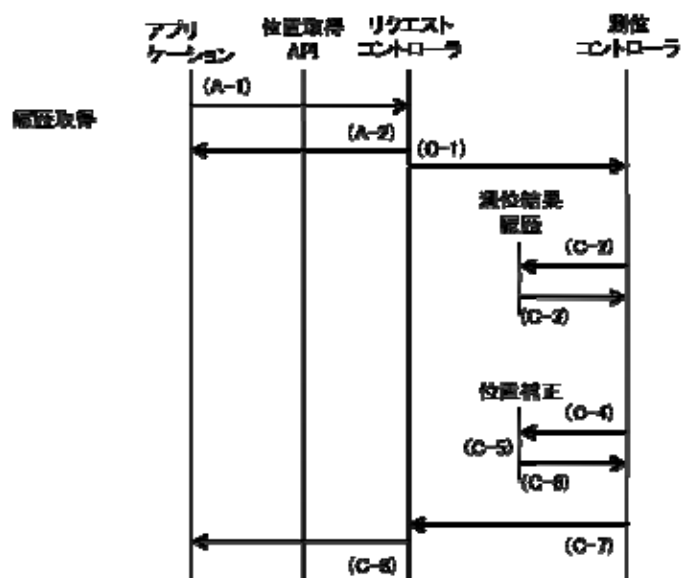 アプリ
ケーション
位置取得
API
リクエスト
コントローラ
測位
コントローラ
(A-1)
履歴取得
(A-2)
(C-1)
測位結果
履歴
(C-2)
(C-3)
位置補正
(C-4)
(C-5)
(C-6)
(C-7)
(C-8)